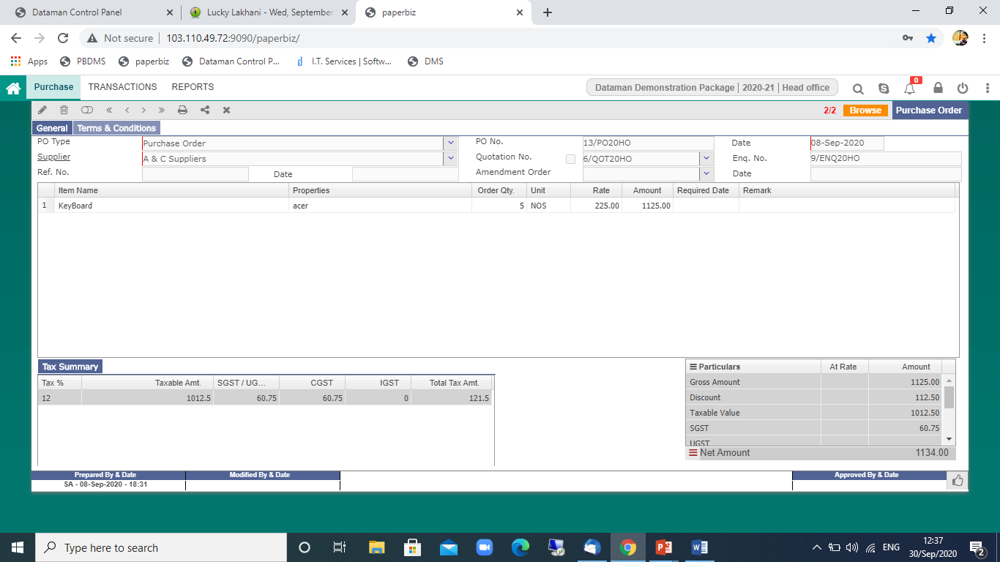 Dataman Control Panel Lucky Lakhani - Wed, September paperbiz
Not secure 103.110.49.72:9090/paperbiz/
Apps PBDMS paperbiz Dataman Control P... I.T. Services | Softw... DMS
Purchase TRANSACTIONS REPORTS Dataman Demonstration Package | 2020-21 | Head office 0
2/2 Browse Purchase Order
General Terms & Conditions
PO Type Purchase Order PO No. 13/PO20HO Date 08-Sep-2020
Supplier A & C Suppliers Quotation No. 6/QOT20HO Enq. No. 9/ENQ20HO
Ref. No. Date Amendment Order Date
Item Name Properties Order Qty. Unit Rate Amount Required Date Remark
1 KeyBoard acer 5 NOS 225.00 1125.00
Tax Summary
Tax % Taxable Amt. SGST / UG... CGST IGST Total Tax Amt.
12 1012.5 60.75 60.75 0 121.5
Particulars At Rate Amount
Gross Amount 1125.00
Discount 112.50
Taxable Value 1012.50
SGST 60.75
UGST
Net Amount 1134.00
Prepared By & Date Modified By & Date Approved By & Date
SA - 08-Sep-2020 - 18:31
Type here to search ENG 12:37
30/Sep/2020 2